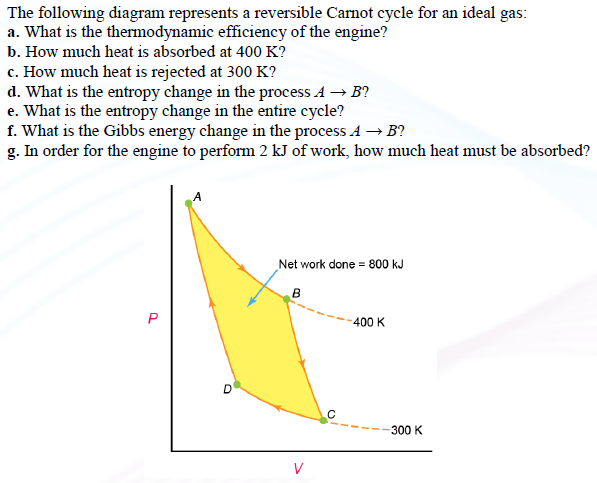 The following diagram represents a reversible Carnot cycle for an ideal gas:
a. What is the thermodynamic efficiency of the engine?
b. How much heat is absorbed at 400 K?
c. How much heat is rejected at 300 K?
d. What is the entropy change in the process A → B?
e. What is the entropy change in the entire cycle?
f. What is the Gibbs energy change in the process A → B?
g. In order for the engine to perform 2 kJ of work, how much heat must be absorbed?
A
Net work done = 800 kJ
B
P
400 K
D
C
300 K
V